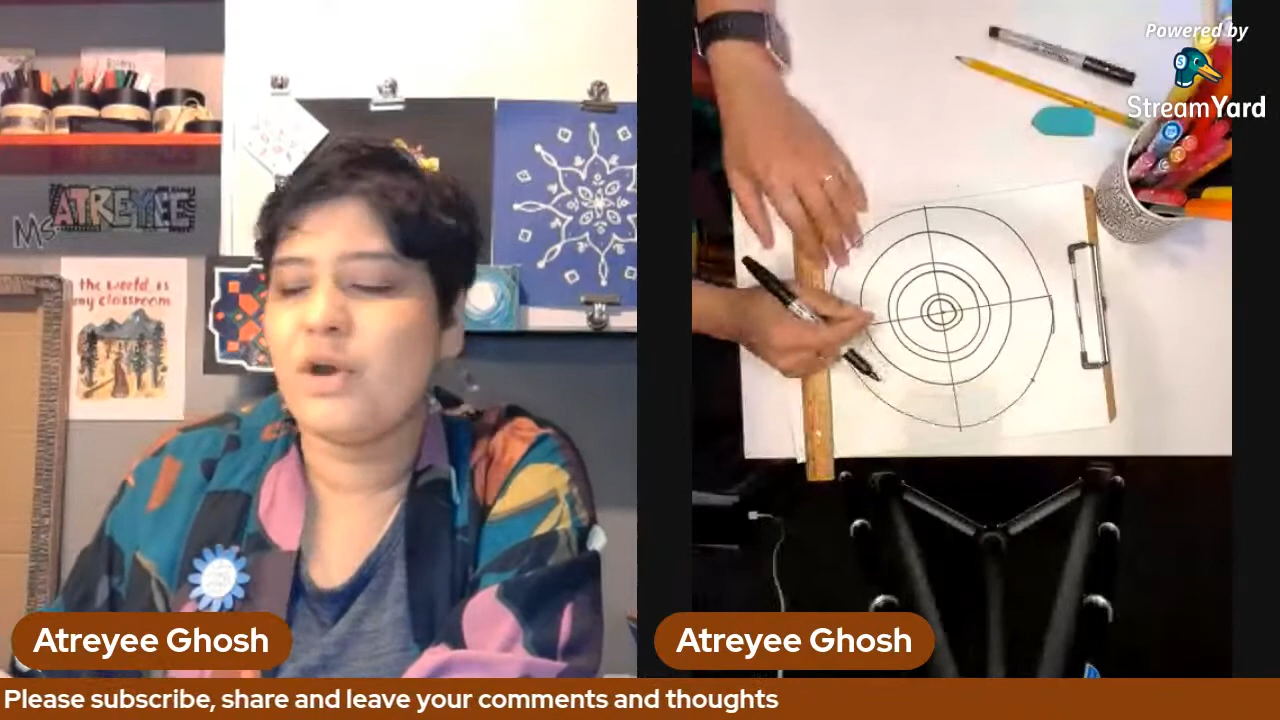 Powered by
StreamYard
Ms ATREYEE
the world is
my classroom
Atreyee Ghosh
Atreyee Ghosh
Please subscribe, share and leave your comments and thoughts